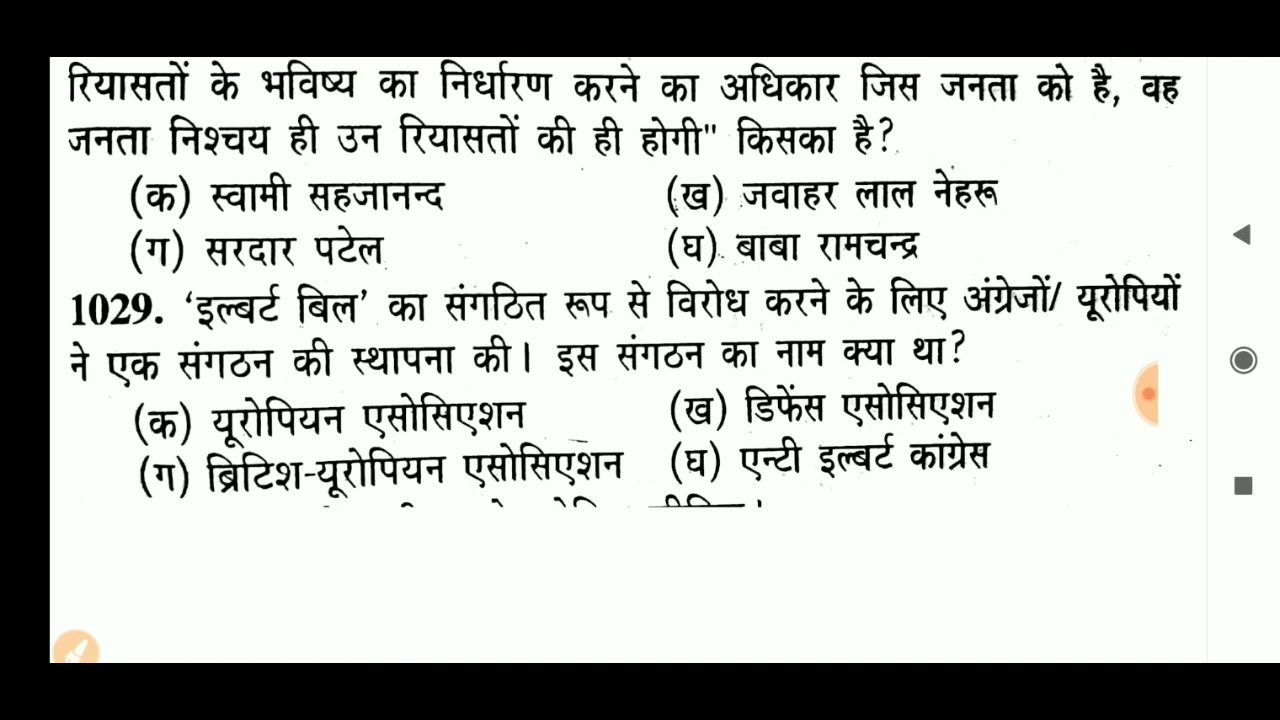 रियासतों के भविष्य का निर्धारण करने का अधिकार जिस जनता को है, वह
जनता निश्चय ही उन रियासतों की ही होगी" किसका है?
(क) स्वामी सहजानन्द (ख) जवाहर लाल नेहरू
(ग) सरदार पटेल (घ) बाबा रामचन्द्र
1029. ‘इल्बर्ट बिल’ का संगठित रूप से विरोध करने के लिए अंग्रेजों/ यूरोपियों
ने एक संगठन की स्थापना की। इस संगठन का नाम क्या था?
(क) यूरोपियन एसोसिएशन (ख) डिफेंस एसोसिएशन
(ग) ब्रिटिश-यूरोपियन एसोसिएशन (घ) एन्टी इल्बर्ट कांग्रेस